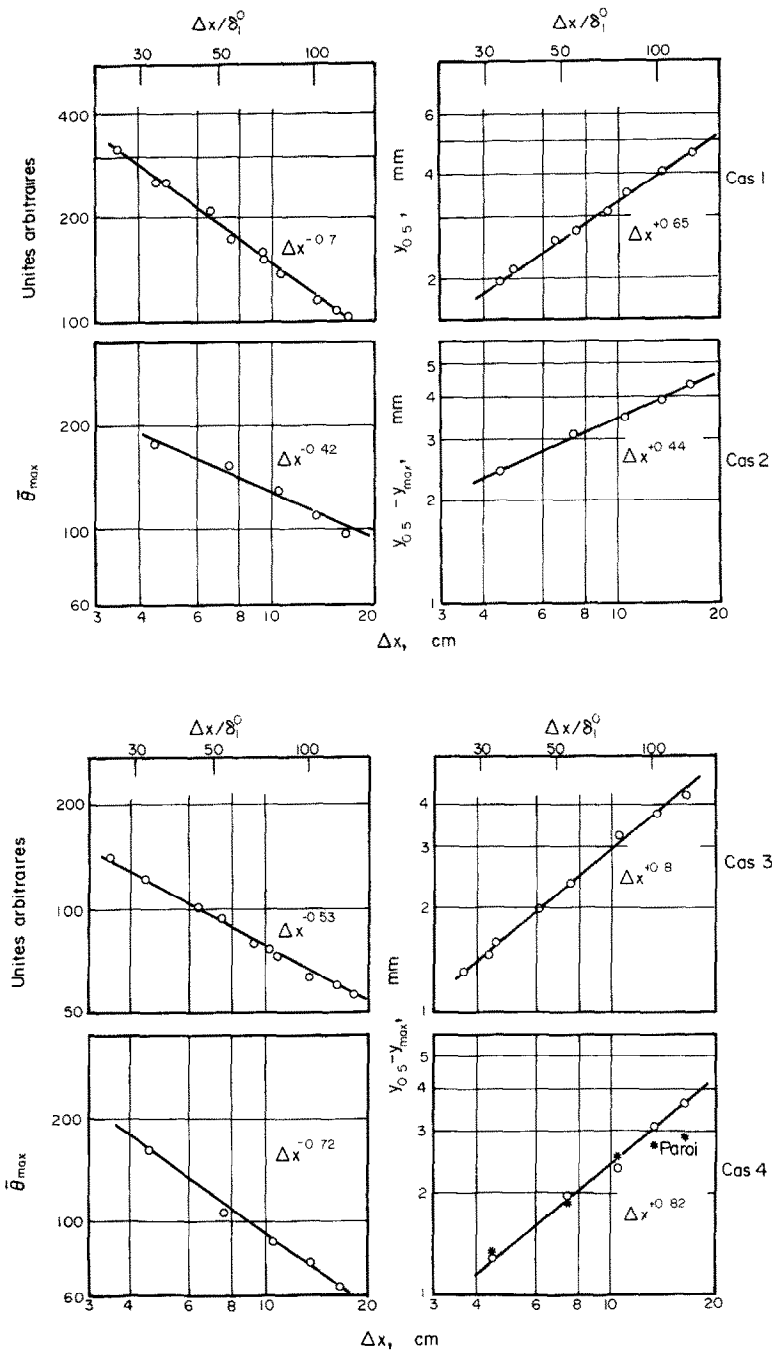 Δx/δ₁⁰
Δx/δ₁⁰
30 50 100
30 50 100
400
200
100
Unites arbitraires
Δx⁻⁰·⁷
6
4
2
y₀.₅, mm
Δx⁺⁰·⁶⁵
Cas 1
200
100
60
θ̄max
Δx⁻⁰·⁴²
5
4
3
2
1
y₀.₅ - ymax, mm
Δx⁺⁰·⁴⁴
Cas 2
3 4 6 8 10 20
3 4 6 10 20
Δx, cm
Δx/δ₁⁰
Δx/δ₁⁰
30 50 100
30 50 100
200
100
50
Unites arbitraires
Δx⁻⁰·⁵³
4
3
2
1
mm
Δx⁺⁰·⁸
Cas 3
200
100
60
θ̄max
Δx⁻⁰·⁷²
5
4
3
2
1
y₀.₅-ymax,
Paroi
Δx⁺⁰·⁸²
Cas 4
3 4 6 8 10 20
3 4 6 8 10 20
Δx, cm